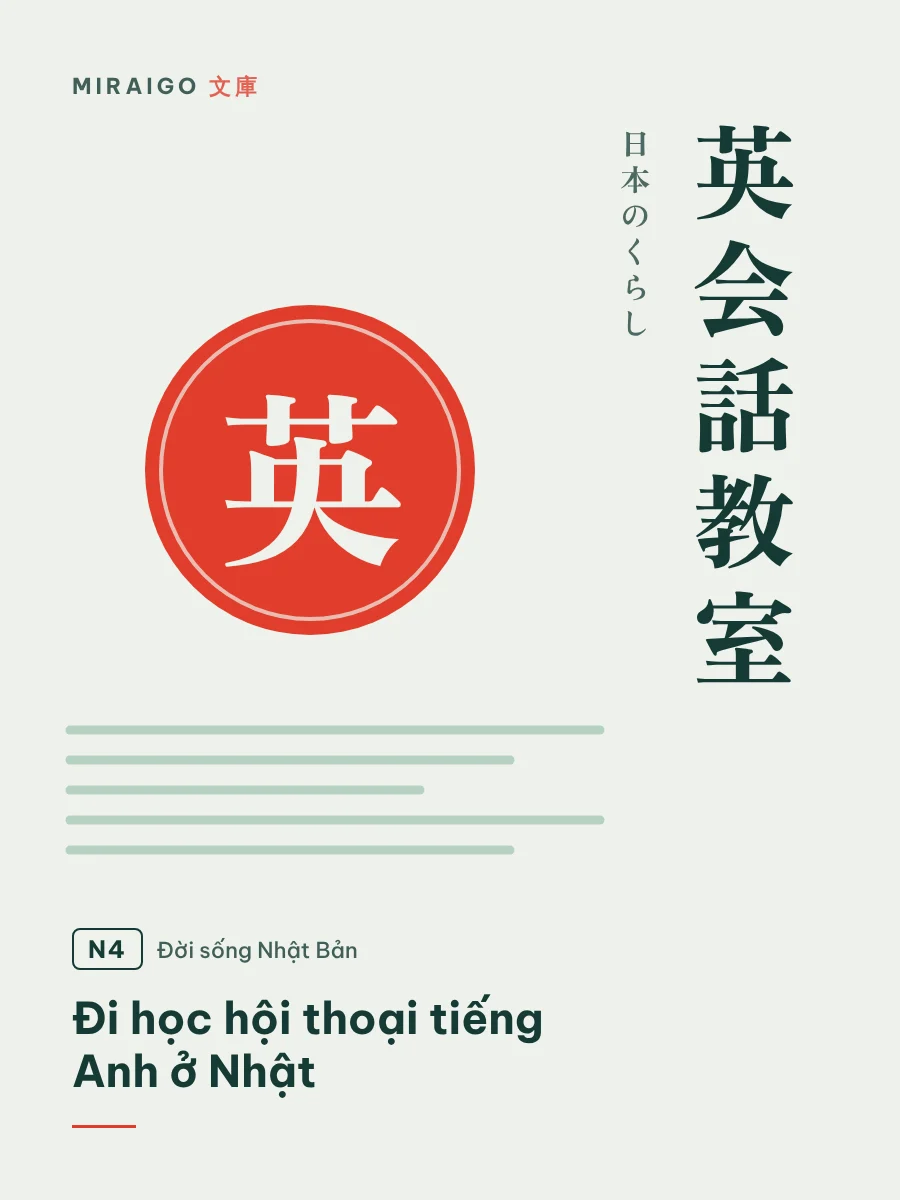 MIRAIGO 文庫
英会話教室
日本のくらし
英
N4 Đời sống Nhật Bản
Đi học hội thoại tiếng
Anh ở Nhật